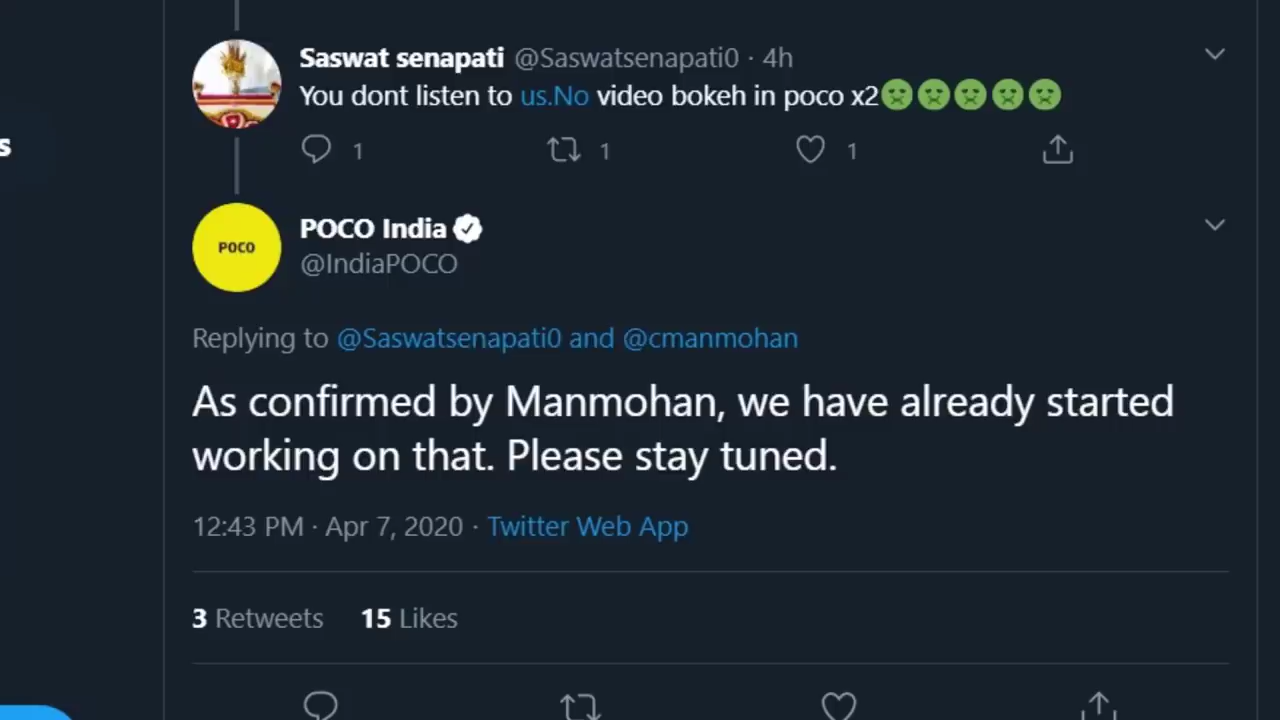 Saswat senapati @Saswatsenapati0 · 4h
You dont listen to us.No video bokeh in poco x2🤢🤢🤢🤢🤢
1 1 1
s
POCO
POCO India
@IndiaPOCO
Replying to @Saswatsenapati0 and @cmanmohan
As confirmed by Manmohan, we have already started
working on that. Please stay tuned.
12:43 PM · Apr 7, 2020 · Twitter Web App
3 Retweets 15 Likes